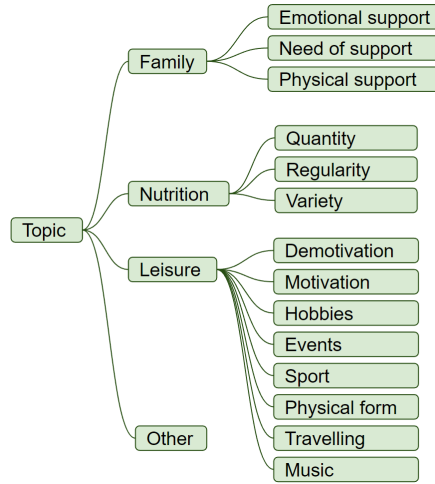 Topic
Family
Emotional support
Need of support
Physical support
Nutrition
Quantity
Regularity
Variety
Leisure
Demotivation
Motivation
Hobbies
Events
Sport
Physical form
Travelling
Music
Other